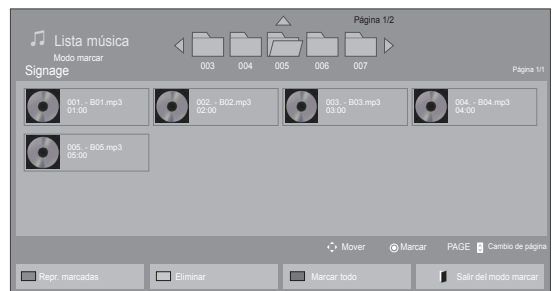 Página 1/2
Lista música
Modo marcar
Signage
003 004 005 006 007
Página 1/1
001. - B01.mp3
01:00
002. - B02.mp3
02:00
003. - B03.mp3
03:00
004. - B04.mp3
04:00
005. - B05.mp3
05:00
Mover Marcar PAGE Cambio de página
Repr. marcadas Eliminar Marcar todo Salir del modo marcar